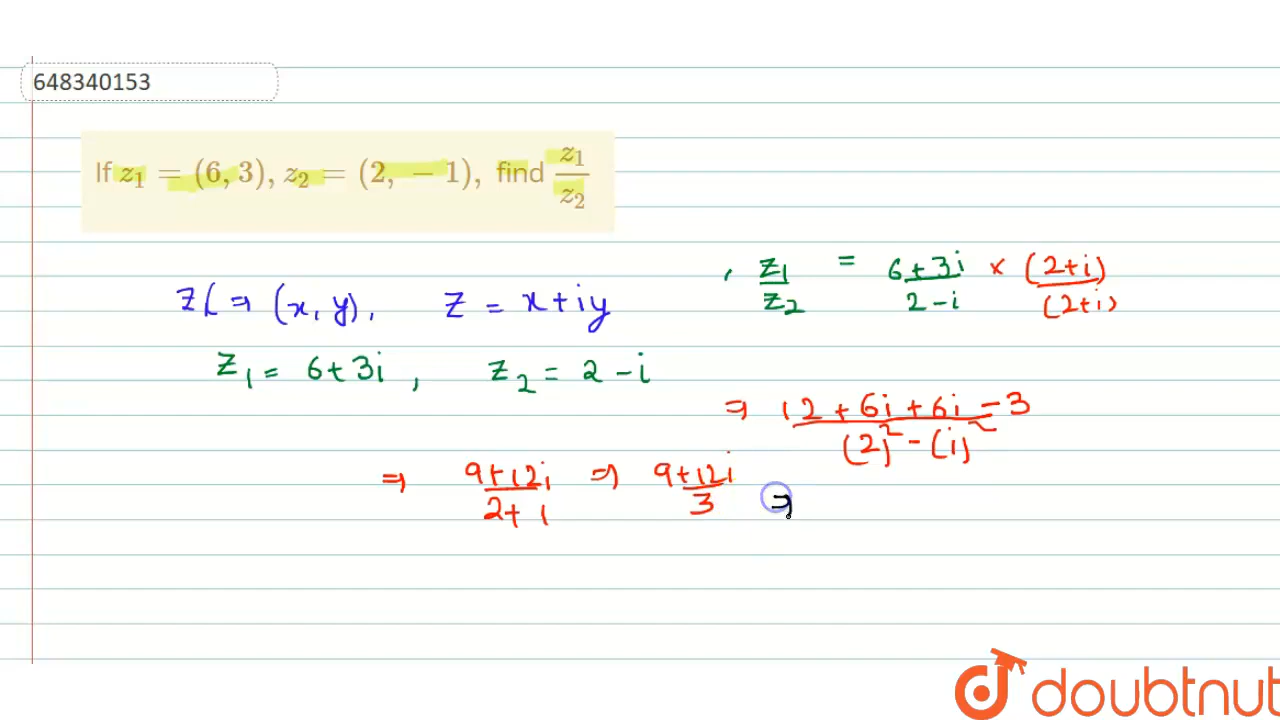 648340153
If z₁ = (6, 3), z₂ = (2, − 1), find z₁/z₂
z( ⇒ (x, y), z = x + iy
z₁ = 6 + 3i , z₂ = 2 − i
, z₁/z₂ = 6 + 3i / 2 − i × (2 + i) / (2 + i)
⇒ 12 + 6i + 6i − 3 / (2)² − (i)²
⇒ 9 + 12i / 2 + 1 ⇒ 9 + 12i / 3 ⇒
doubtnut